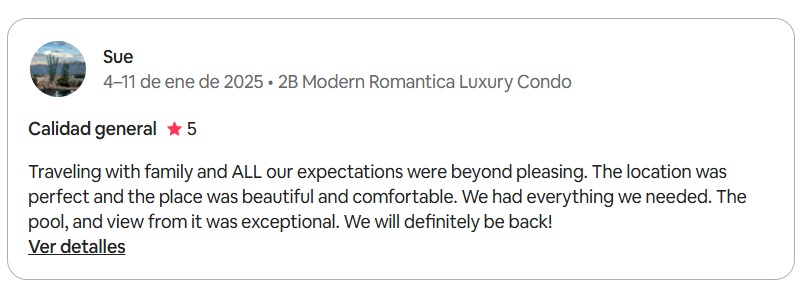 Sue
4–11 de ene de 2025 • 2B Modern Romantica Luxury Condo
Calidad general ★ 5
Traveling with family and ALL our expectations were beyond pleasing. The location was
perfect and the place was beautiful and comfortable. We had everything we needed. The
pool, and view from it was exceptional. We will definitely be back!
Ver detalles